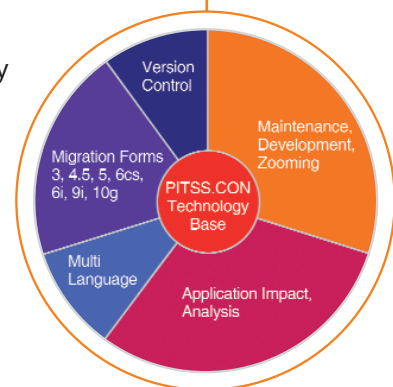 y
Version
Control
Maintenance,
Development,
Zooming
Migration Forms
3, 4.5, 5, 6cs,
6i, 9i, 10g
PITSS.CON
Technology
Base
Multi
Language
Application Impact,
Analysis